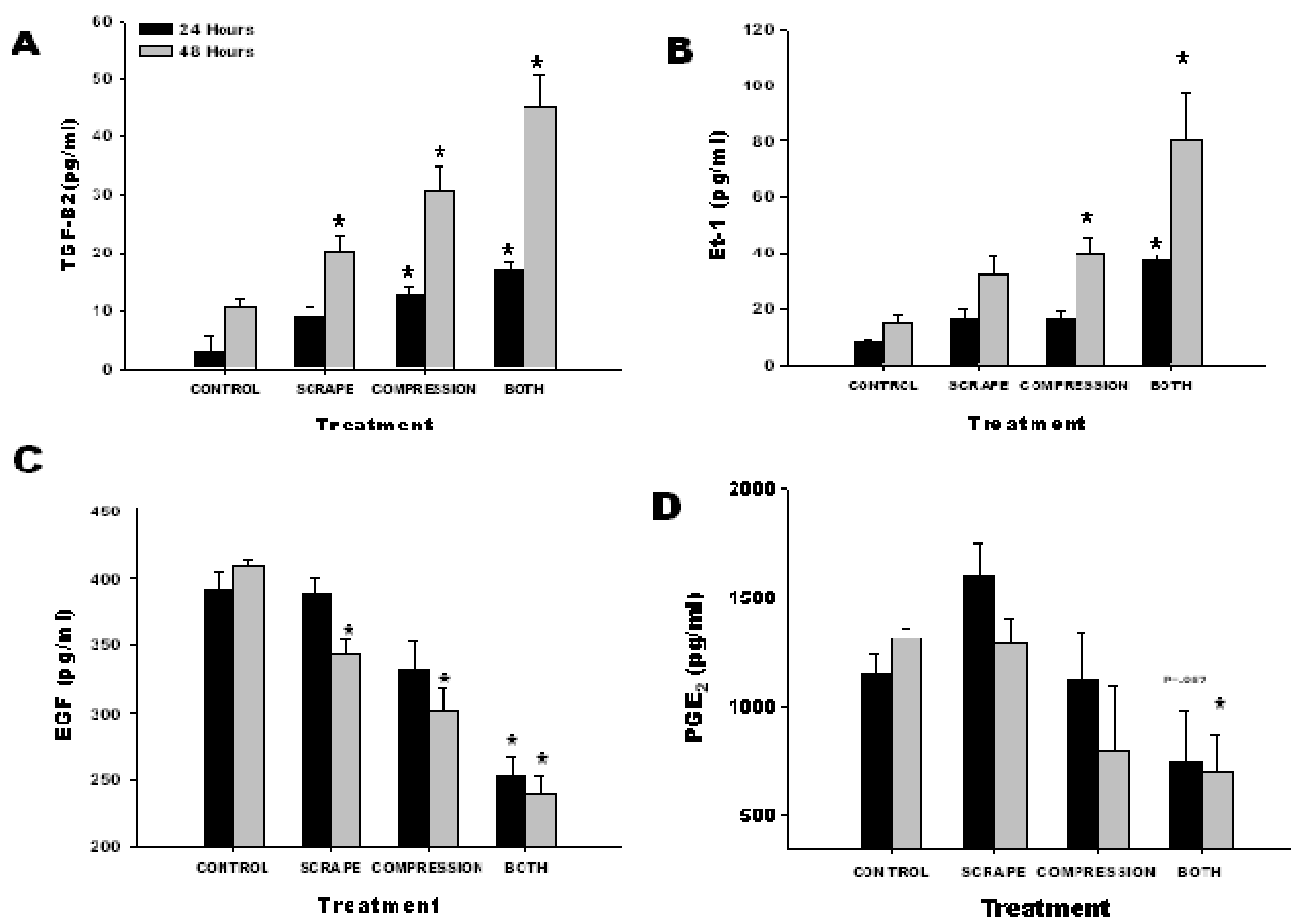 A
24 Hours
48 Hours
TGF-B2(pg/ml)
60
50
40
30
20
10
0
*
*
*
*
*
CONTROL SCRAPE COMPRESSION BOTH
Treatment
B
Et-1 (pg/ml)
120
100
80
60
40
20
0
*
*
*
CONTROL SCRAPE COMPRESSION BOTH
Treatment
C
EGF (pg/ml)
450
400
350
300
250
200
*
*
*
*
CONTROL SCRAPE COMPRESSION BOTH
Treatment
D
PGE2 (pg/ml)
2000
1500
1000
500
*
CONTROL SCRAPE COMPRESSION BOTH
Treatment